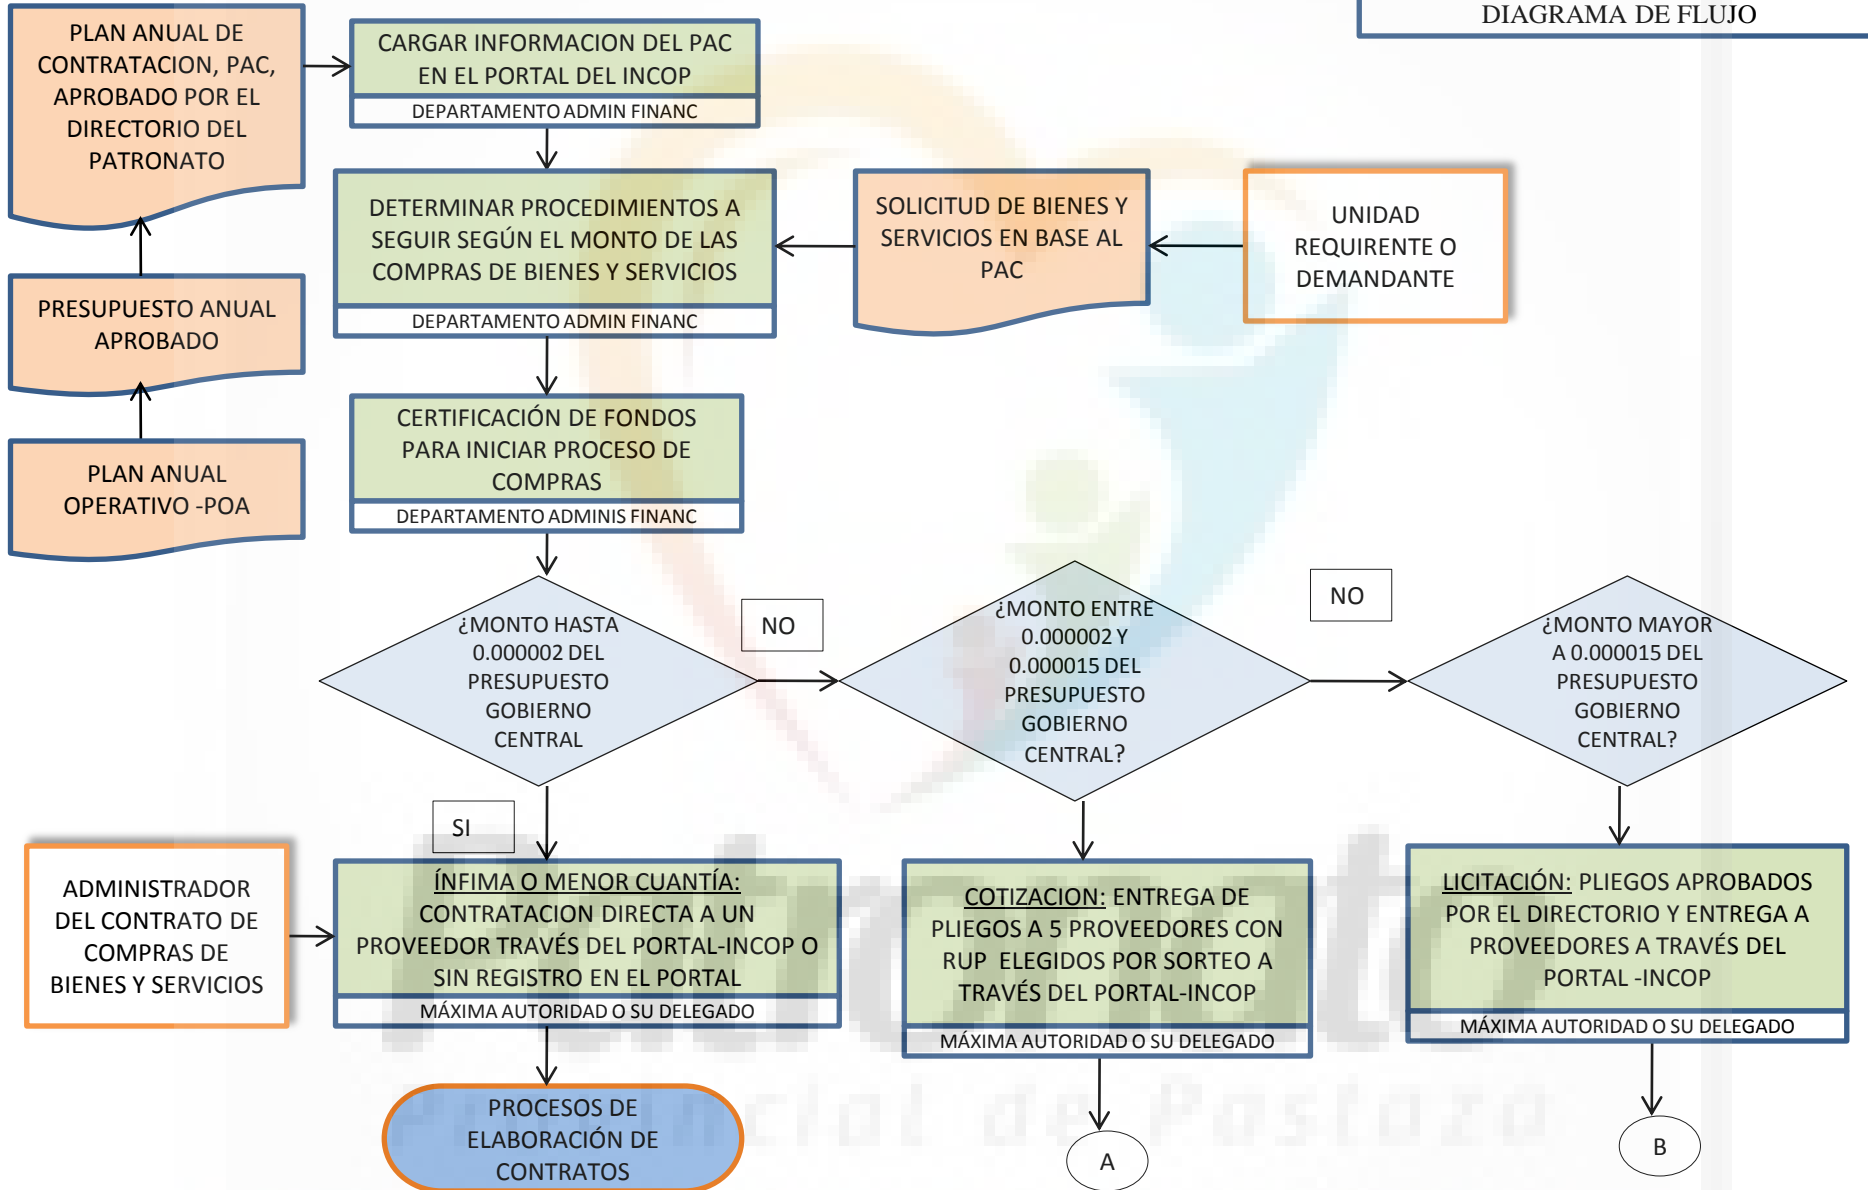 DIAGRAMA DE FLUJO
PLAN ANUAL DE
CONTRATACION, PAC,
APROBADO POR EL
DIRECTORIO DEL
PATRONATO
CARGAR INFORMACION DEL PAC
EN EL PORTAL DEL INCOP
DEPARTAMENTO ADMIN FINANC
DETERMINAR PROCEDIMIENTOS A
SEGUIR SEGÚN EL MONTO DE LAS
COMPRAS DE BIENES Y SERVICIOS
DEPARTAMENTO ADMIN FINANC
SOLICITUD DE BIENES Y
SERVICIOS EN BASE AL
PAC
UNIDAD
REQUIRENTE O
DEMANDANTE
PRESUPUESTO ANUAL
APROBADO
PLAN ANUAL
OPERATIVO -POA
CERTIFICACIÓN DE FONDOS
PARA INICIAR PROCESO DE
COMPRAS
DEPARTAMENTO ADMINIS FINANC
¿MONTO HASTA
0.000002 DEL
PRESUPUESTO
GOBIERNO
CENTRAL
NO
¿MONTO ENTRE
0.000002 Y
0.000015 DEL
PRESUPUESTO
GOBIERNO
CENTRAL?
NO
¿MONTO MAYOR
A 0.000015 DEL
PRESUPUESTO
GOBIERNO
CENTRAL?
SI
ADMINISTRADOR
DEL CONTRATO DE
COMPRAS DE
BIENES Y SERVICIOS
ÍNFIMA O MENOR CUANTÍA:
CONTRATACION DIRECTA A UN
PROVEEDOR TRAVÉS DEL PORTAL-INCOP O
SIN REGISTRO EN EL PORTAL
MÁXIMA AUTORIDAD O SU DELEGADO
COTIZACION: ENTREGA DE
PLIEGOS A 5 PROVEEDORES CON
RUP ELEGIDOS POR SORTEO A
TRAVÉS DEL PORTAL-INCOP
MÁXIMA AUTORIDAD O SU DELEGADO
LICITACIÓN: PLIEGOS APROBADOS
POR EL DIRECTORIO Y ENTREGA A
PROVEEDORES A TRAVÉS DEL
PORTAL -INCOP
MÁXIMA AUTORIDAD O SU DELEGADO
PROCESOS DE
ELABORACIÓN DE
CONTRATOS
A
B
Patronato
Provincial de Pastaza